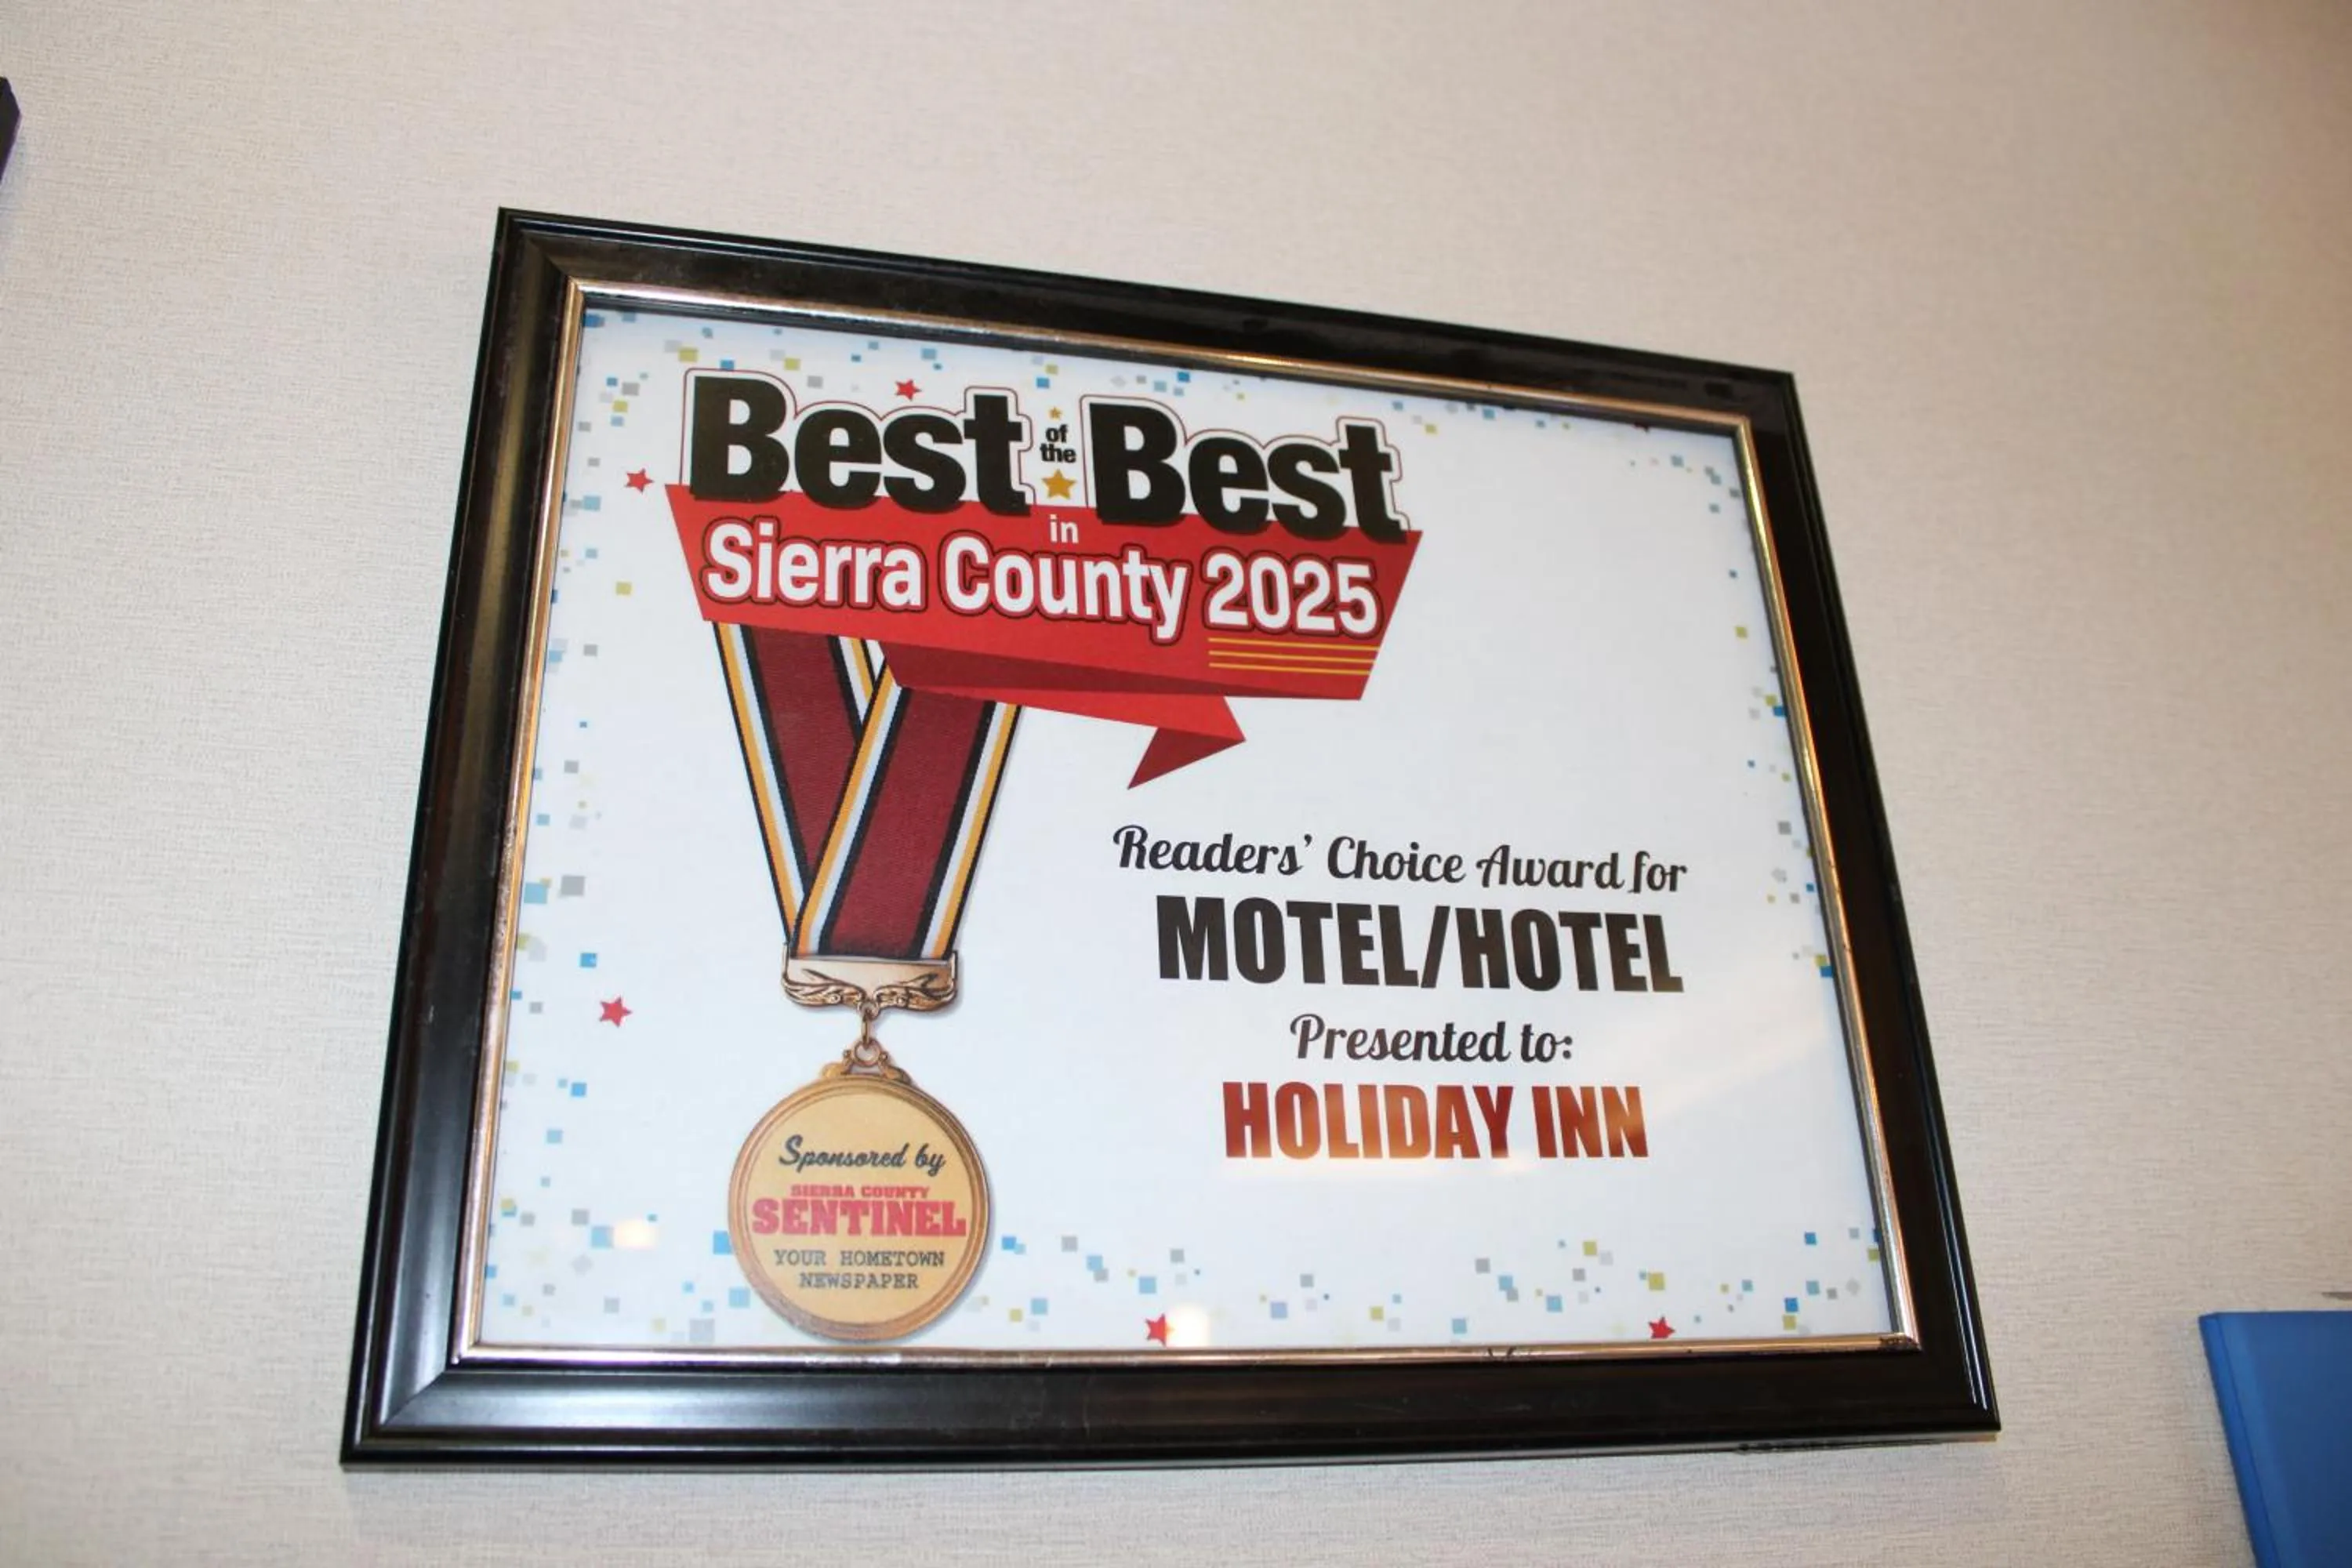 Best of the Best
in
Sierra County 2025
Readers' Choice Award for
MOTEL/HOTEL
Presented to:
HOLIDAY INN
Sponsored by
SIERRA COUNTY
SENTINEL
YOUR HOMETOWN
NEWSPAPER